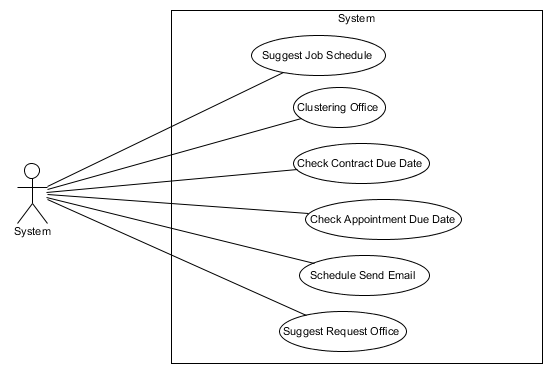 System
Suggest Job Schedule
Clustering Office
Check Contract Due Date
Check Appointment Due Date
System
Schedule Send Email
Suggest Request Office